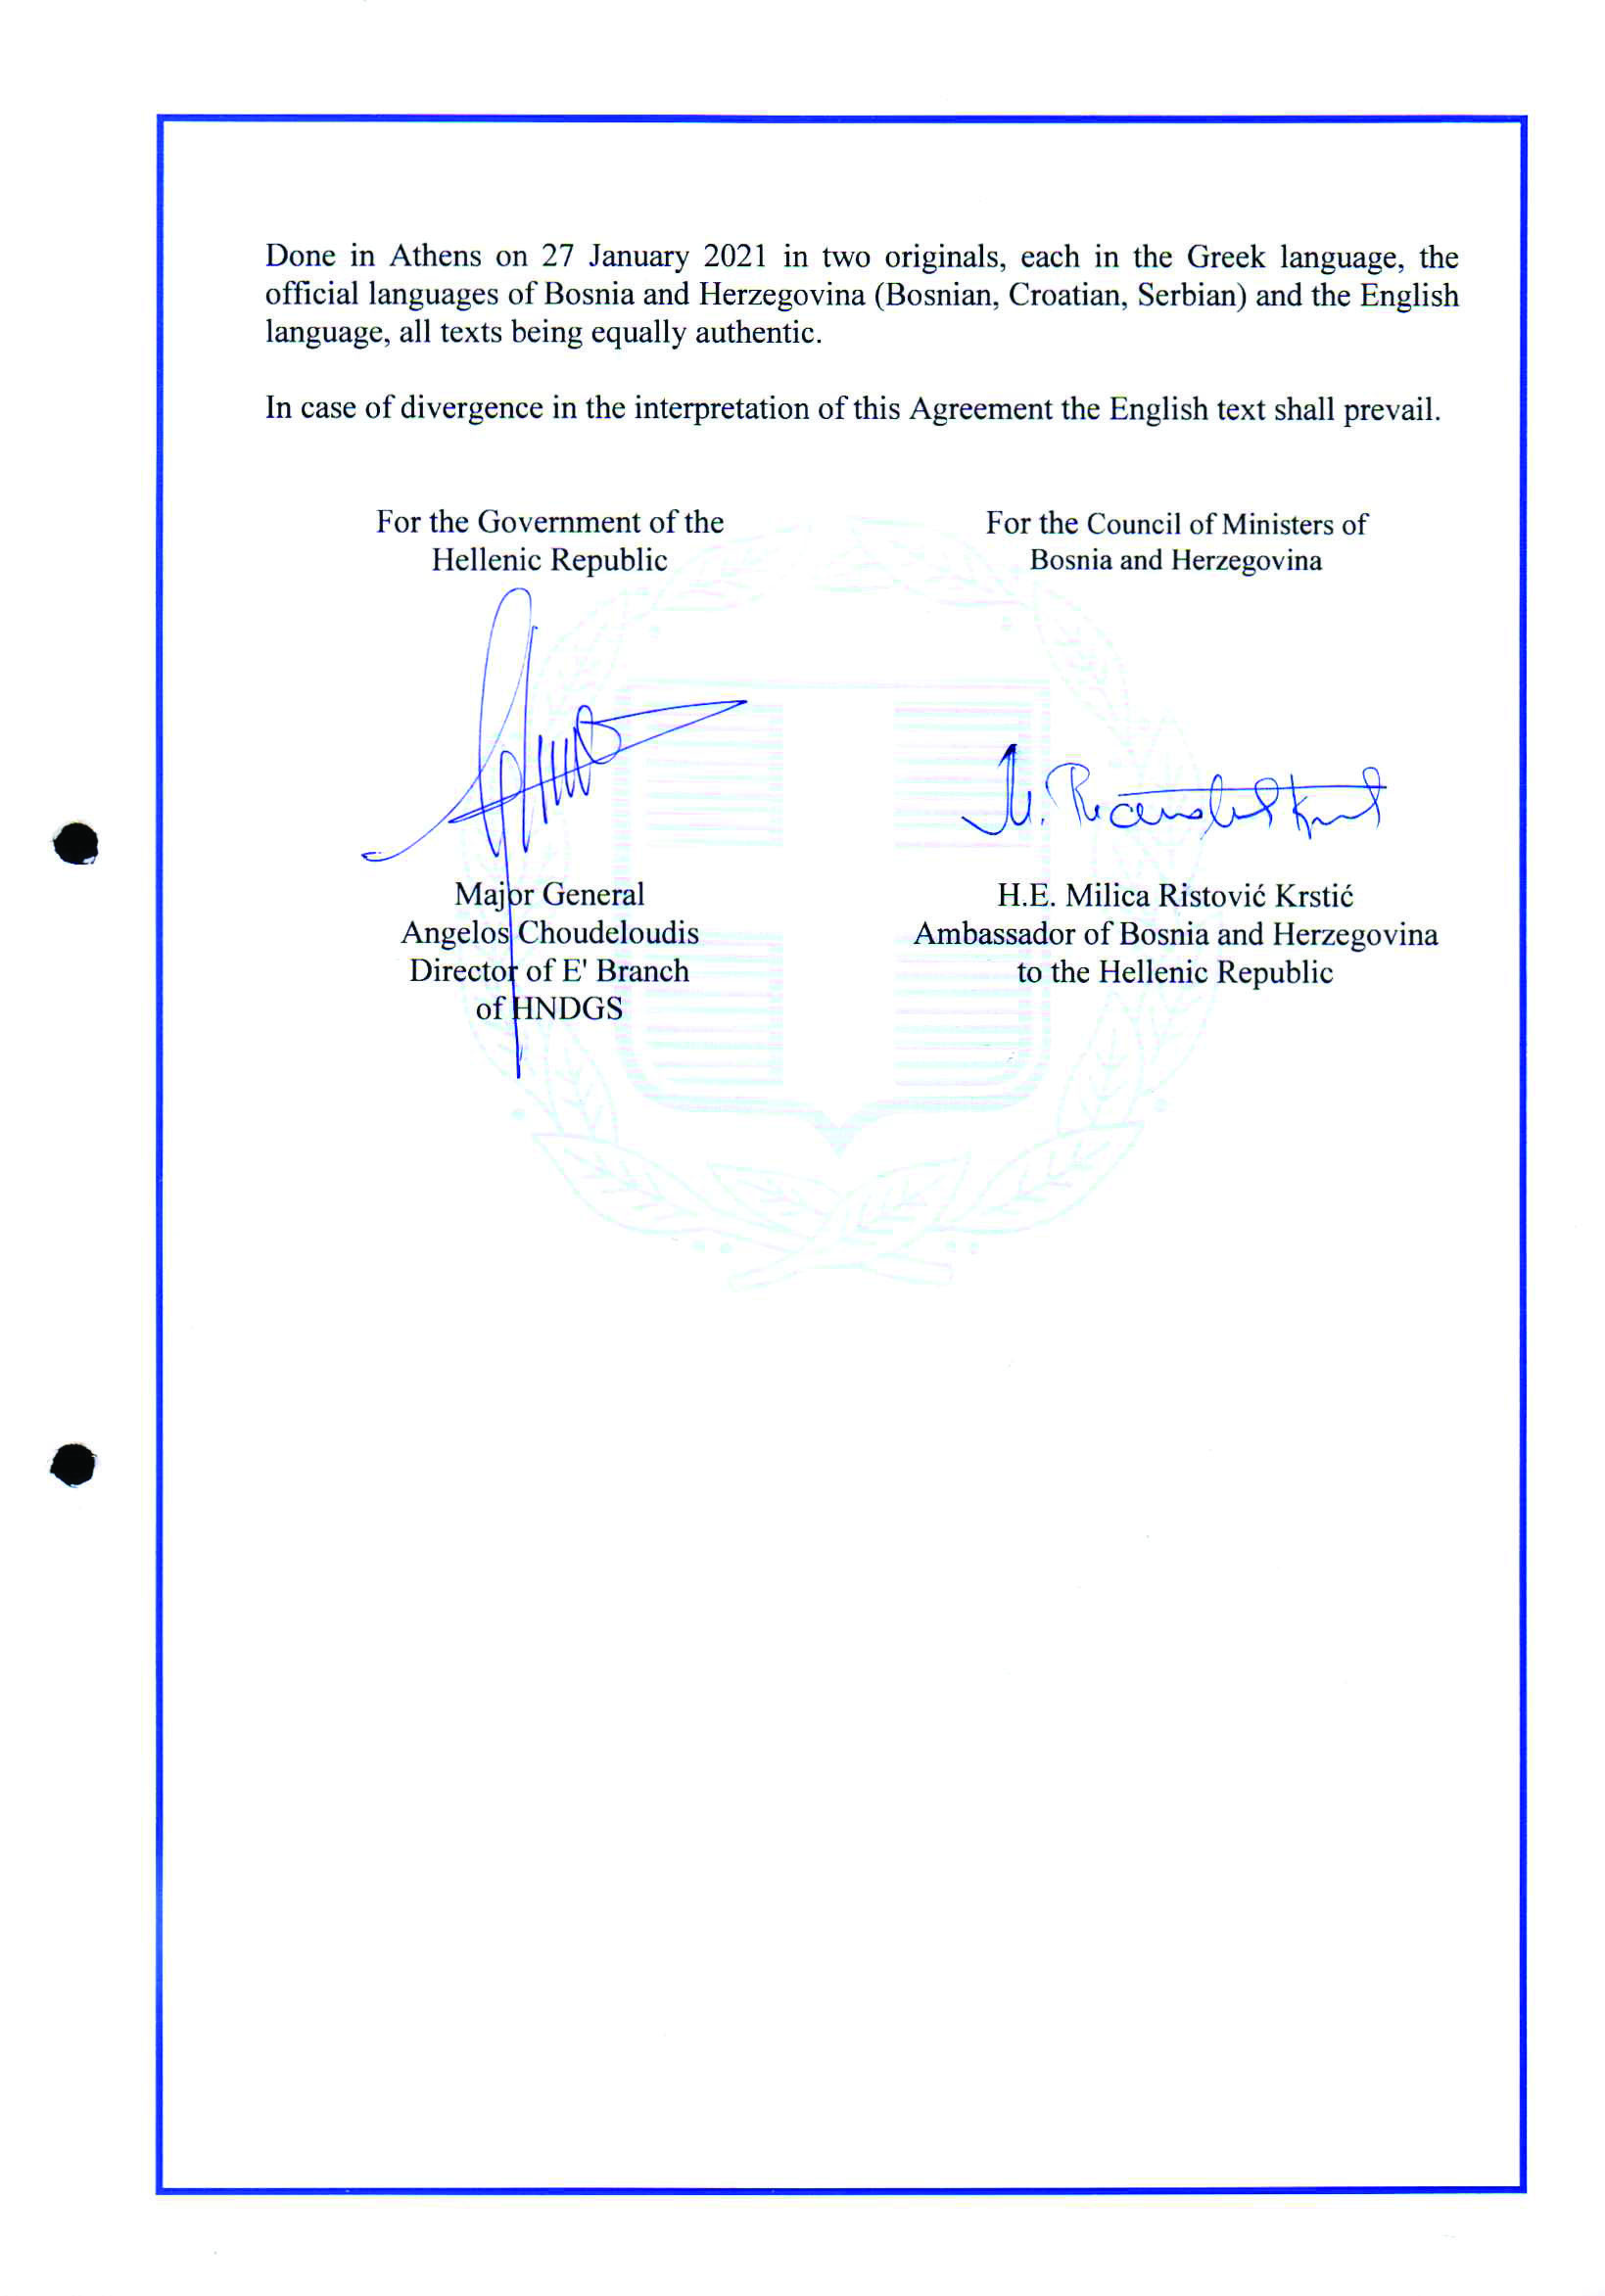 Done in Athens on 27 January 2021 in two originals, each in the Greek language, the
official languages of Bosnia and Herzegovina (Bosnian, Croatian, Serbian) and the English
language, all texts being equally authentic.
In case of divergence in the interpretation of this Agreement the English text shall prevail.
For the Government of the
Hellenic Republic
For the Council of Ministers of
Bosnia and Herzegovina
Major General
Angelos Choudeloudis
Director of E' Branch
of HNDGS
H.E. Milica Ristović Krstić
Ambassador of Bosnia and Herzegovina
to the Hellenic Republic